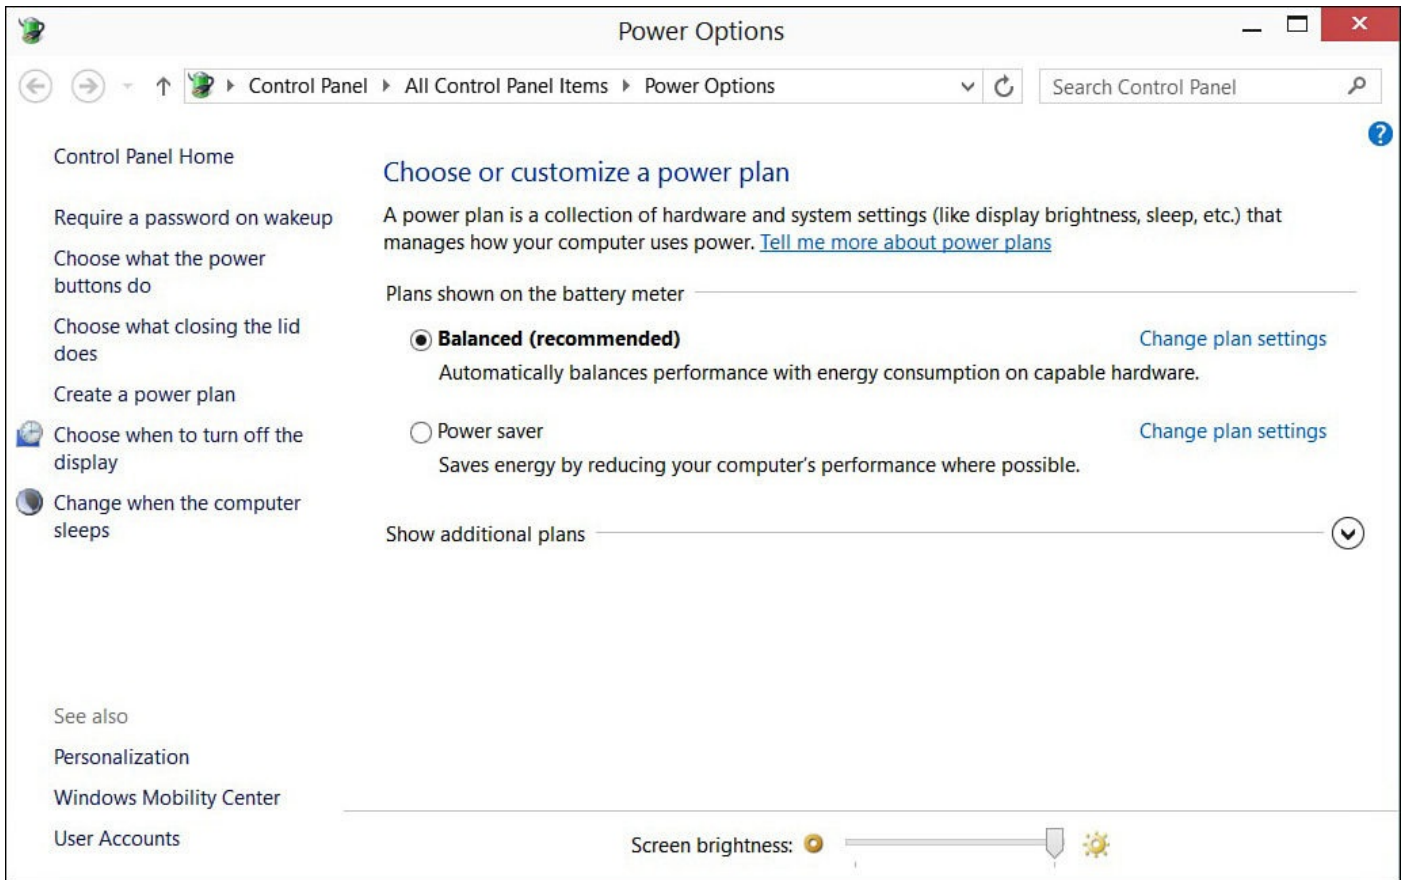 Power Options
Control Panel ▸ All Control Panel Items ▸ Power Options
Search Control Panel
Control Panel Home
Require a password on wakeup
Choose what the power
buttons do
Choose what closing the lid
does
Create a power plan
Choose when to turn off the
display
Change when the computer
sleeps
See also
Personalization
Windows Mobility Center
User Accounts
Choose or customize a power plan
A power plan is a collection of hardware and system settings (like display brightness, sleep, etc.) that
manages how your computer uses power. Tell me more about power plans
Plans shown on the battery meter
Balanced (recommended) Change plan settings
Automatically balances performance with energy consumption on capable hardware.
Power saver Change plan settings
Saves energy by reducing your computer's performance where possible.
Show additional plans
Screen brightness: